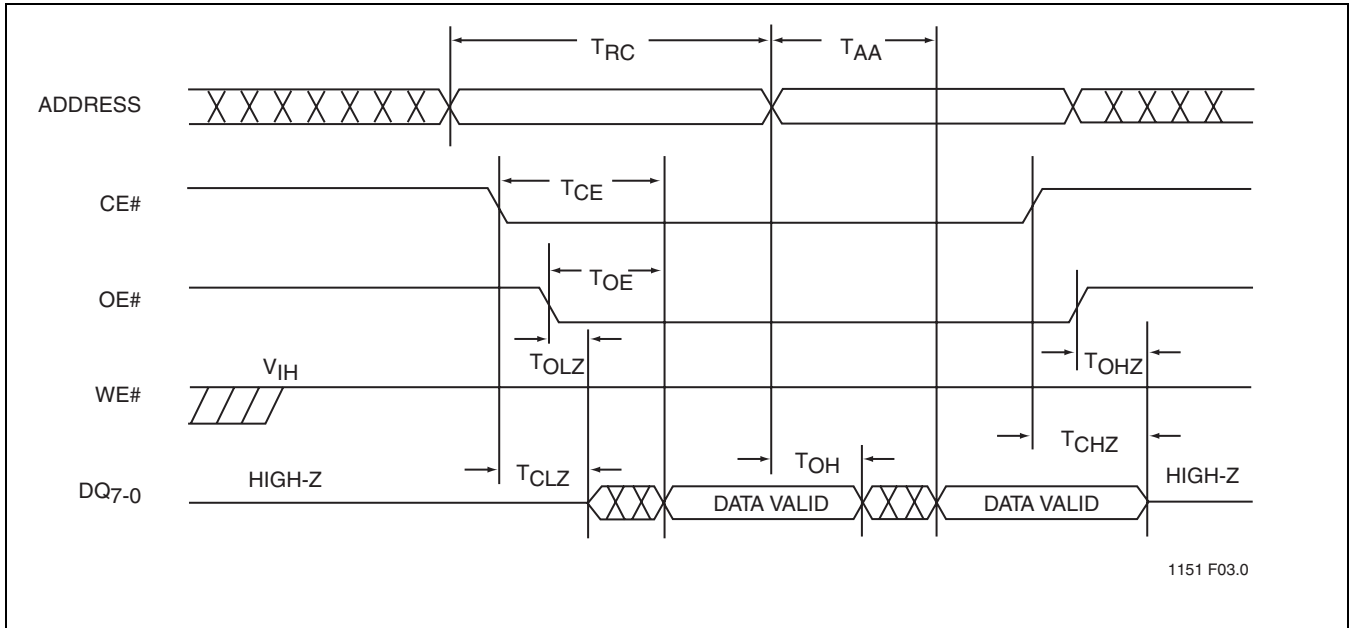 TRC
TAA
ADDRESS
TCE
CE#
TOE
OE#
TOLZ
TOHZ
VIH
WE#
TCHZ
TOH
TCLZ
HIGH-Z
HIGH-Z
DQ7-0
DATA VALID
DATA VALID
1151 F03.0